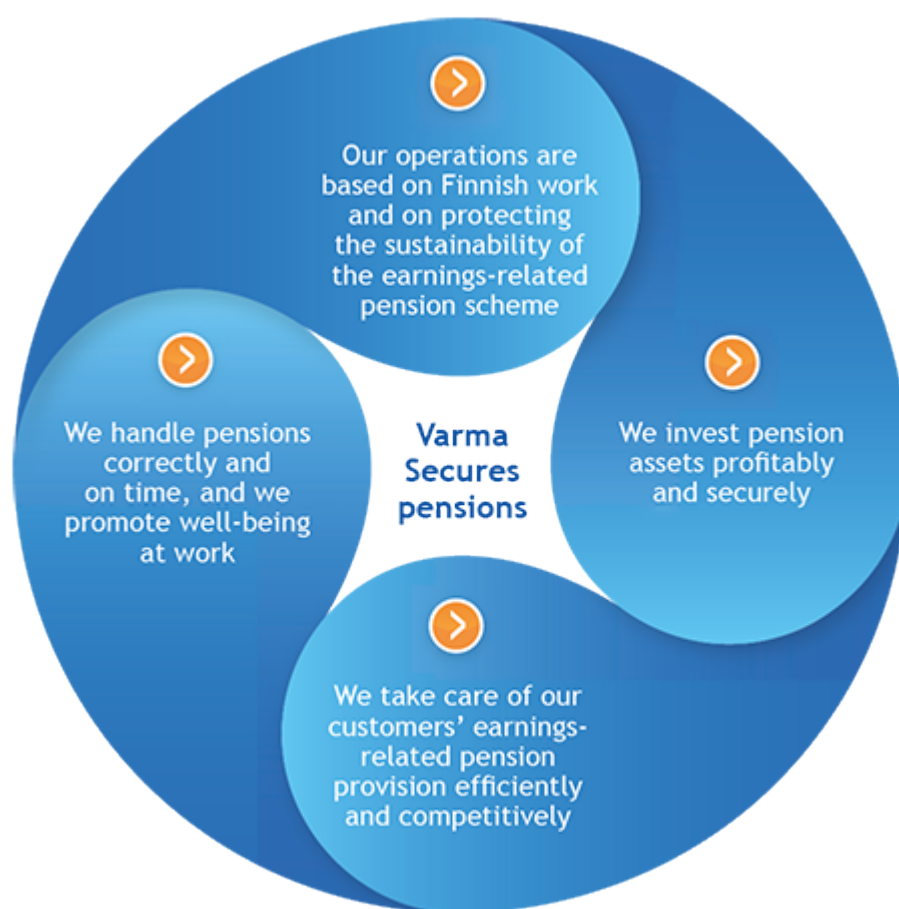 Our operations are
based on Finnish work
and on protecting
the sustainability of
the earnings-related
pension scheme
We handle pensions
correctly and
on time, and we
promote well-being
at work
Varma
Secures
pensions
We invest pension
assets profitably
and securely
We take care of our
customers’ earnings-
related pension
provision efficiently
and competitively